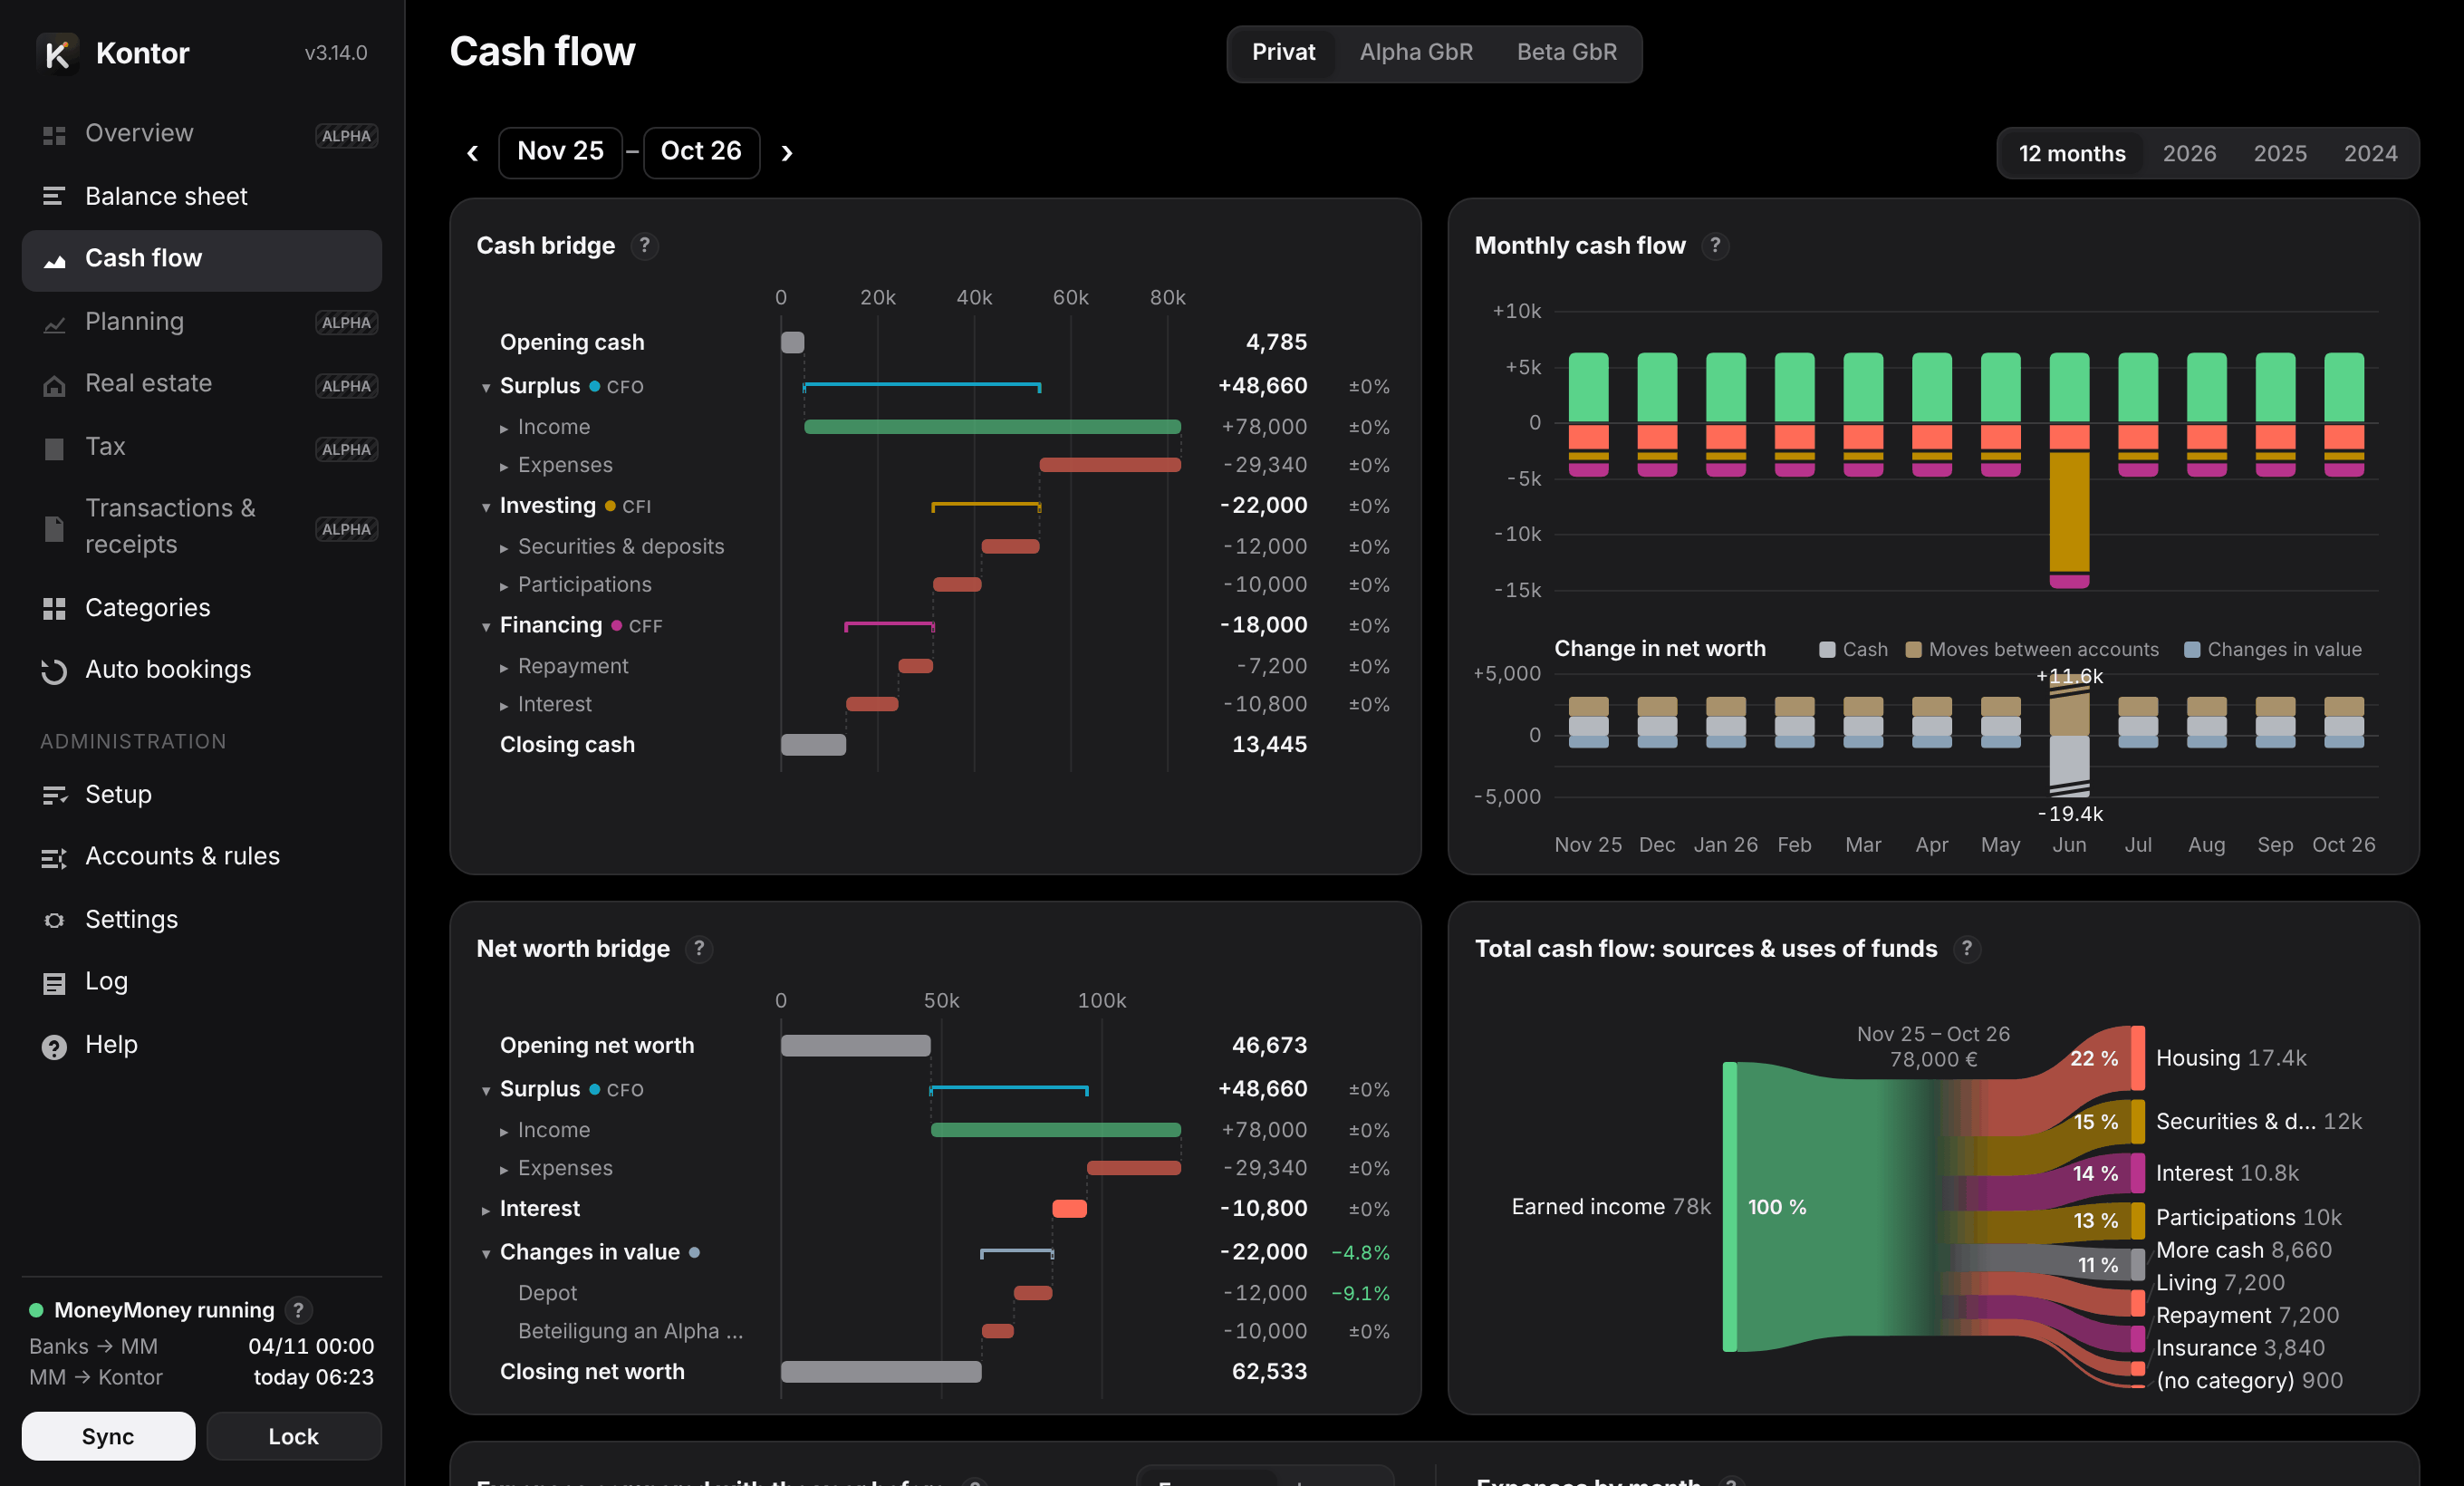 Kontor
v3.14.0
Overview ALPHA
Balance sheet
Cash flow
Planning ALPHA
Real estate ALPHA
Tax ALPHA
Transactions &
receipts
ALPHA
Categories
Auto bookings
ADMINISTRATION
Setup
Accounts & rules
Settings
Log
Help
MoneyMoney running ?
Banks → MM 04/11 00:00
MM → Kontor today 06:23
Sync Lock
Cash flow
Privat Alpha GbR Beta GbR
‹ Nov 25 – Oct 26 ›
12 months 2026 2025 2024
Cash bridge ?
0 20k 40k 60k 80k
Opening cash 4,785
▾ Surplus CFO +48,660 ±0%
▸ Income +78,000 ±0%
▸ Expenses -29,340 ±0%
▾ Investing CFI -22,000 ±0%
▸ Securities & deposits -12,000 ±0%
▸ Participations -10,000 ±0%
▾ Financing CFF -18,000 ±0%
▸ Repayment -7,200 ±0%
▸ Interest -10,800 ±0%
Closing cash 13,445
Monthly cash flow ?
+10k
+5k
0
-5k
-10k
-15k
Change in net worth Cash Moves between accounts Changes in value
+5,000
+11.6k
0
-5,000
-19.4k
Nov 25 Dec Jan 26 Feb Mar Apr May Jun Jul Aug Sep Oct 26
Net worth bridge ?
0 50k 100k
Opening net worth 46,673
▾ Surplus CFO +48,660 ±0%
▸ Income +78,000 ±0%
▸ Expenses -29,340 ±0%
▸ Interest -10,800 ±0%
▾ Changes in value -22,000 −4.8%
Depot -12,000 −9.1%
Beteiligung an Alpha ... -10,000 ±0%
Closing net worth 62,533
Total cash flow: sources & uses of funds ?
Nov 25 – Oct 26
78,000 €
Earned income 78k 100 %
22 % Housing 17.4k
15 % Securities & d... 12k
14 % Interest 10.8k
13 % Participations 10k
11 % More cash 8,660
Living 7,200
Repayment 7,200
Insurance 3,840
(no category) 900